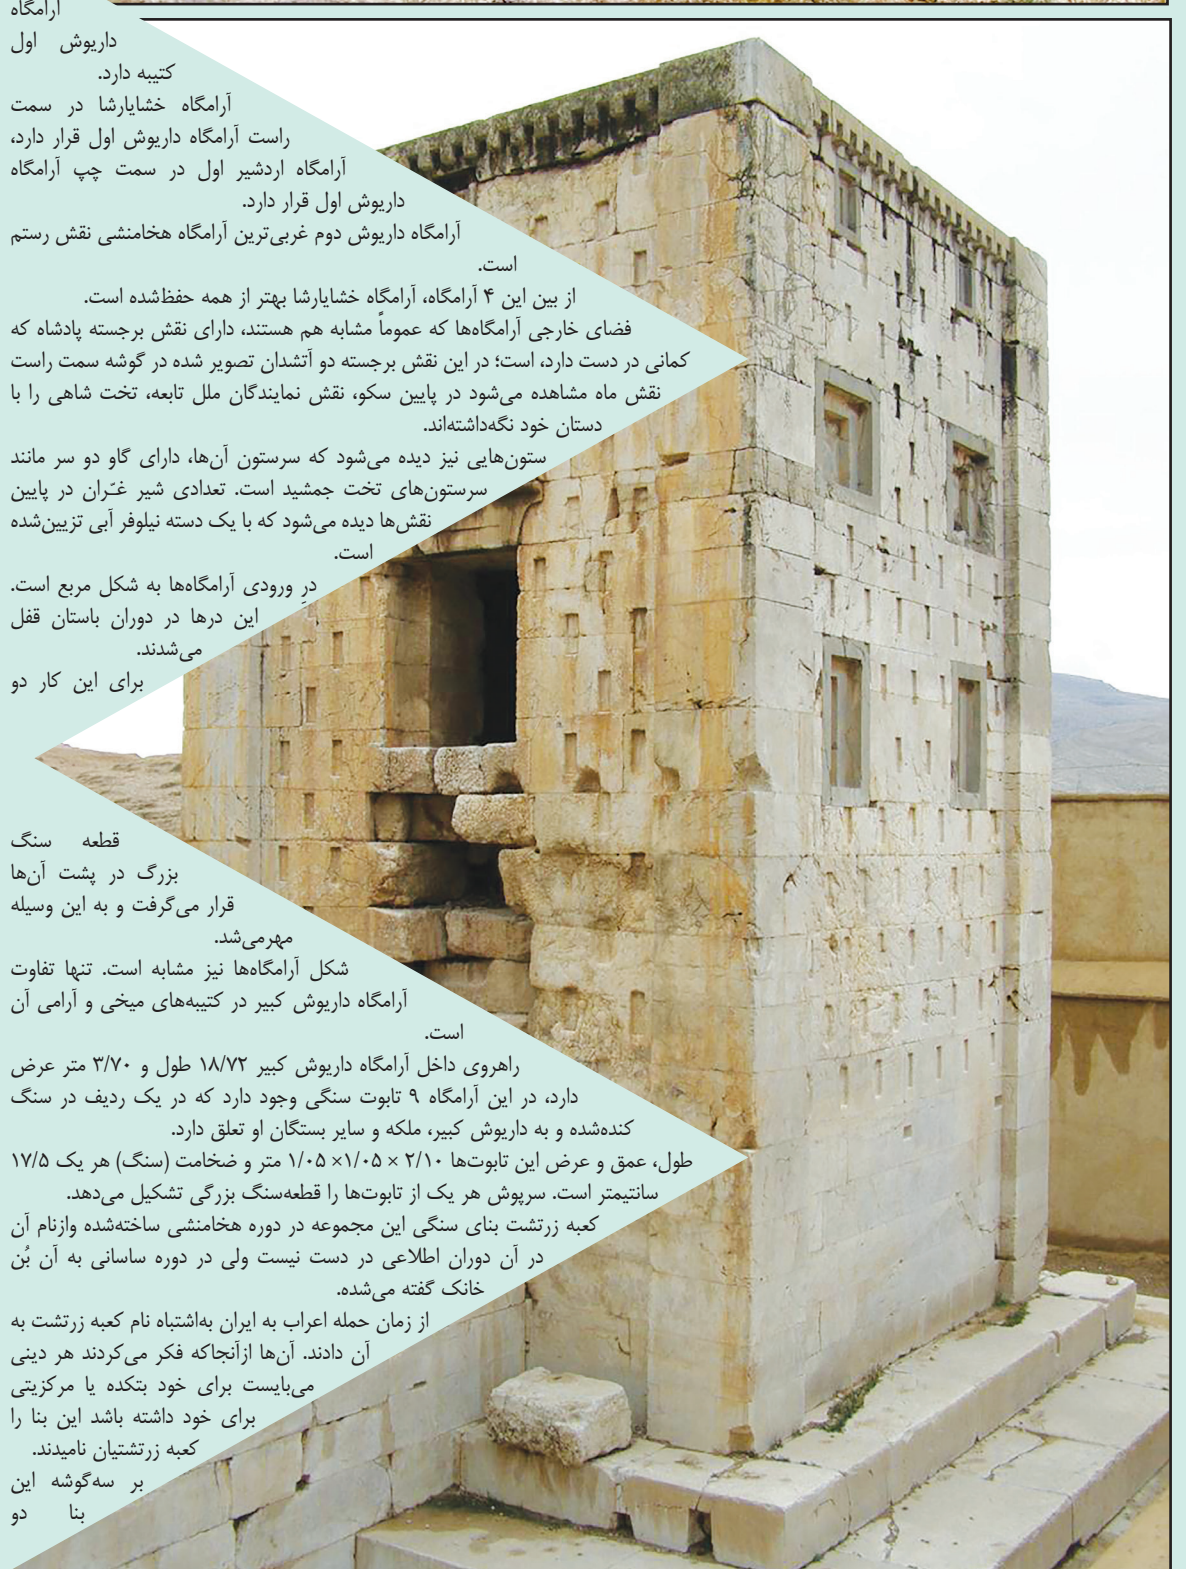 آرامگاه
داریوش اول
کتیبه دارد.
آرامگاه خشایارشا در سمت
راست آرامگاه داریوش اول قرار دارد،
آرامگاه اردشیر اول در سمت چپ آرامگاه
داریوش اول قرار دارد.
آرامگاه داریوش دوم غربی‌ترین آرامگاه هخامنشی نقش رستم
است.
از بین این ۴ آرامگاه، آرامگاه خشایارشا بهتر از همه حفظ‌شده است.
فضای خارجی آرامگاه‌ها که عموماً مشابه هم هستند، دارای نقش برجسته پادشاه که
کمانی در دست دارد، است؛ در این نقش برجسته دو آتشدان تصویر شده در گوشه سمت راست
نقش ماه مشاهده می‌شود در پایین سکو، نقش نمایندگان ملل تابعه، تخت شاهی را با
دستان خود نگه‌داشته‌اند.
ستون‌هایی نیز دیده می‌شود که سرستون آن‌ها، دارای گاو دو سر مانند
سرستون‌های تخت جمشید است. تعدادی شیر غـّران در پایین
نقش‌ها دیده می‌شود که با یک دسته نیلوفر آبی تزیین‌شده
است.
درِ ورودی آرامگاه‌ها به شکل مربع است.
این درها در دوران باستان قفل
می‌شدند.
برای این کار دو
قطعه سنگ
بزرگ در پشت آن‌ها
قرار می‌گرفت و به این وسیله
مهرمی‌شد.
شکل آرامگاه‌ها نیز مشابه است. تنها تفاوت
آرامگاه داریوش کبیر در کتیبه‌های میخی و آرامی آن
است.
راهروی داخل آرامگاه داریوش کبیر ۱۸/۷۲ طول و ۳/۷۰ متر عرض
دارد، در این آرامگاه ۹ تابوت سنگی وجود دارد که در یک ردیف در سنگ
کنده‌شده و به داریوش کبیر، ملکه و سایر بستگان او تعلق دارد.
طول، عمق و عرض این تابوت‌ها ۲/۱۰ × ۱/۰۵× ۱/۰۵ متر و ضخامت (سنگ) هر یک ۱۷/۵
سانتیمتر است. سرپوش هر یک از تابوت‌ها را قطعه‌سنگ بزرگی تشکیل می‌دهد.
کعبه زرتشت بنای سنگی این مجموعه در دوره هخامنشی ساخته‌شده وازنام آن
در آن دوران اطلاعی در دست نیست ولی در دوره ساسانی به آن بُن
خانک گفته می‌شده.
از زمان حمله اعراب به ایران به‌اشتباه نام کعبه زرتشت به
آن دادند. آن‌ها ازآنجاکه فکر می‌کردند هر دینی
می‌بایست برای خود بتکده یا مرکزیتی
برای خود داشته باشد این بنا را
کعبه زرتشتیان نامیدند.
بر سه‌گوشه این
بنا دو